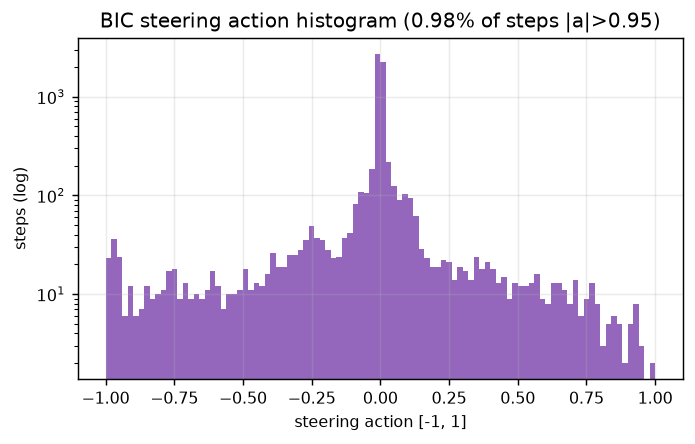 BIC steering action histogram (0.98% of steps |a|>0.95)
steps (log)
10³
10²
10¹
−1.00 −0.75 −0.50 −0.25 0.00 0.25 0.50 0.75 1.00
steering action [-1, 1]